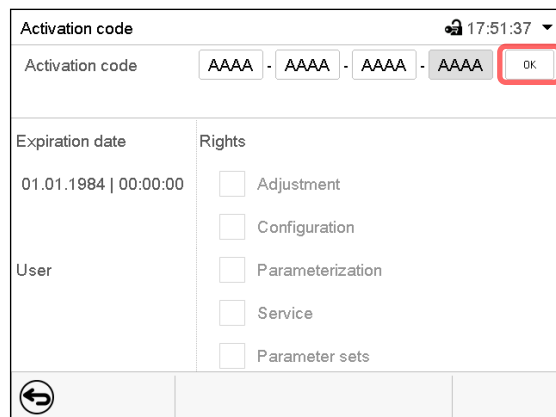 Activation code 17:51:37
Activation code AAAA - AAAA - AAAA - AAAA OK
Expiration date Rights
01.01.1984 | 00:00:00 Adjustment
Configuration
User Parameterization
Service
Parameter sets